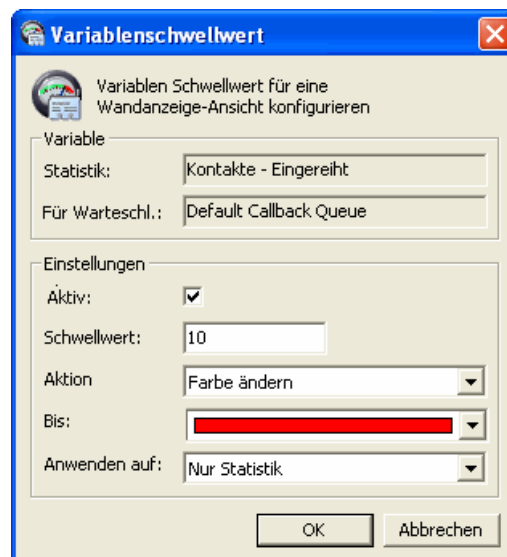 Variablenschwellwert
Variablen Schwellwert für eine
Wandanzeige-Ansicht konfigurieren
Variable
Statistik: Kontakte - Eingereiht
Für Warteschl.: Default Callback Queue
Einstellungen
Aktiv:
Schwellwert: 10
Aktion Farbe ändern
Bis:
Anwenden auf: Nur Statistik
OK Abbrechen